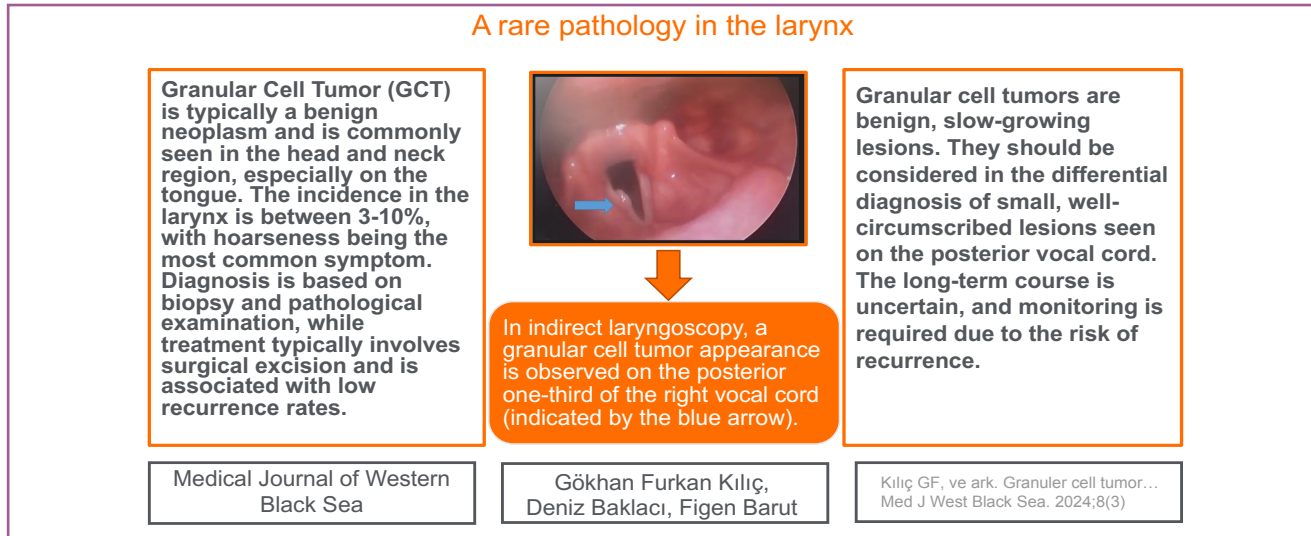 A rare pathology in the larynx
Granular Cell Tumor (GCT)
is typically a benign
neoplasm and is commonly
seen in the head and neck
region, especially on the
tongue. The incidence in the
larynx is between 3-10%,
with hoarseness being the
most common symptom.
Diagnosis is based on
biopsy and pathological
examination, while
treatment typically involves
surgical excision and is
associated with low
recurrence rates.
In indirect laryngoscopy, a
granular cell tumor appearance
is observed on the posterior
one-third of the right vocal cord
(indicated by the blue arrow).
Granular cell tumors are
benign, slow-growing
lesions. They should be
considered in the differential
diagnosis of small, well-
circumscribed lesions seen
on the posterior vocal cord.
The long-term course is
uncertain, and monitoring is
required due to the risk of
recurrence.
Medical Journal of Western
Black Sea
Gökhan Furkan Kılıç,
Deniz Baklacı, Figen Barut
Kılıç GF, ve ark. Granuler cell tumor…
Med J West Black Sea. 2024;8(3)